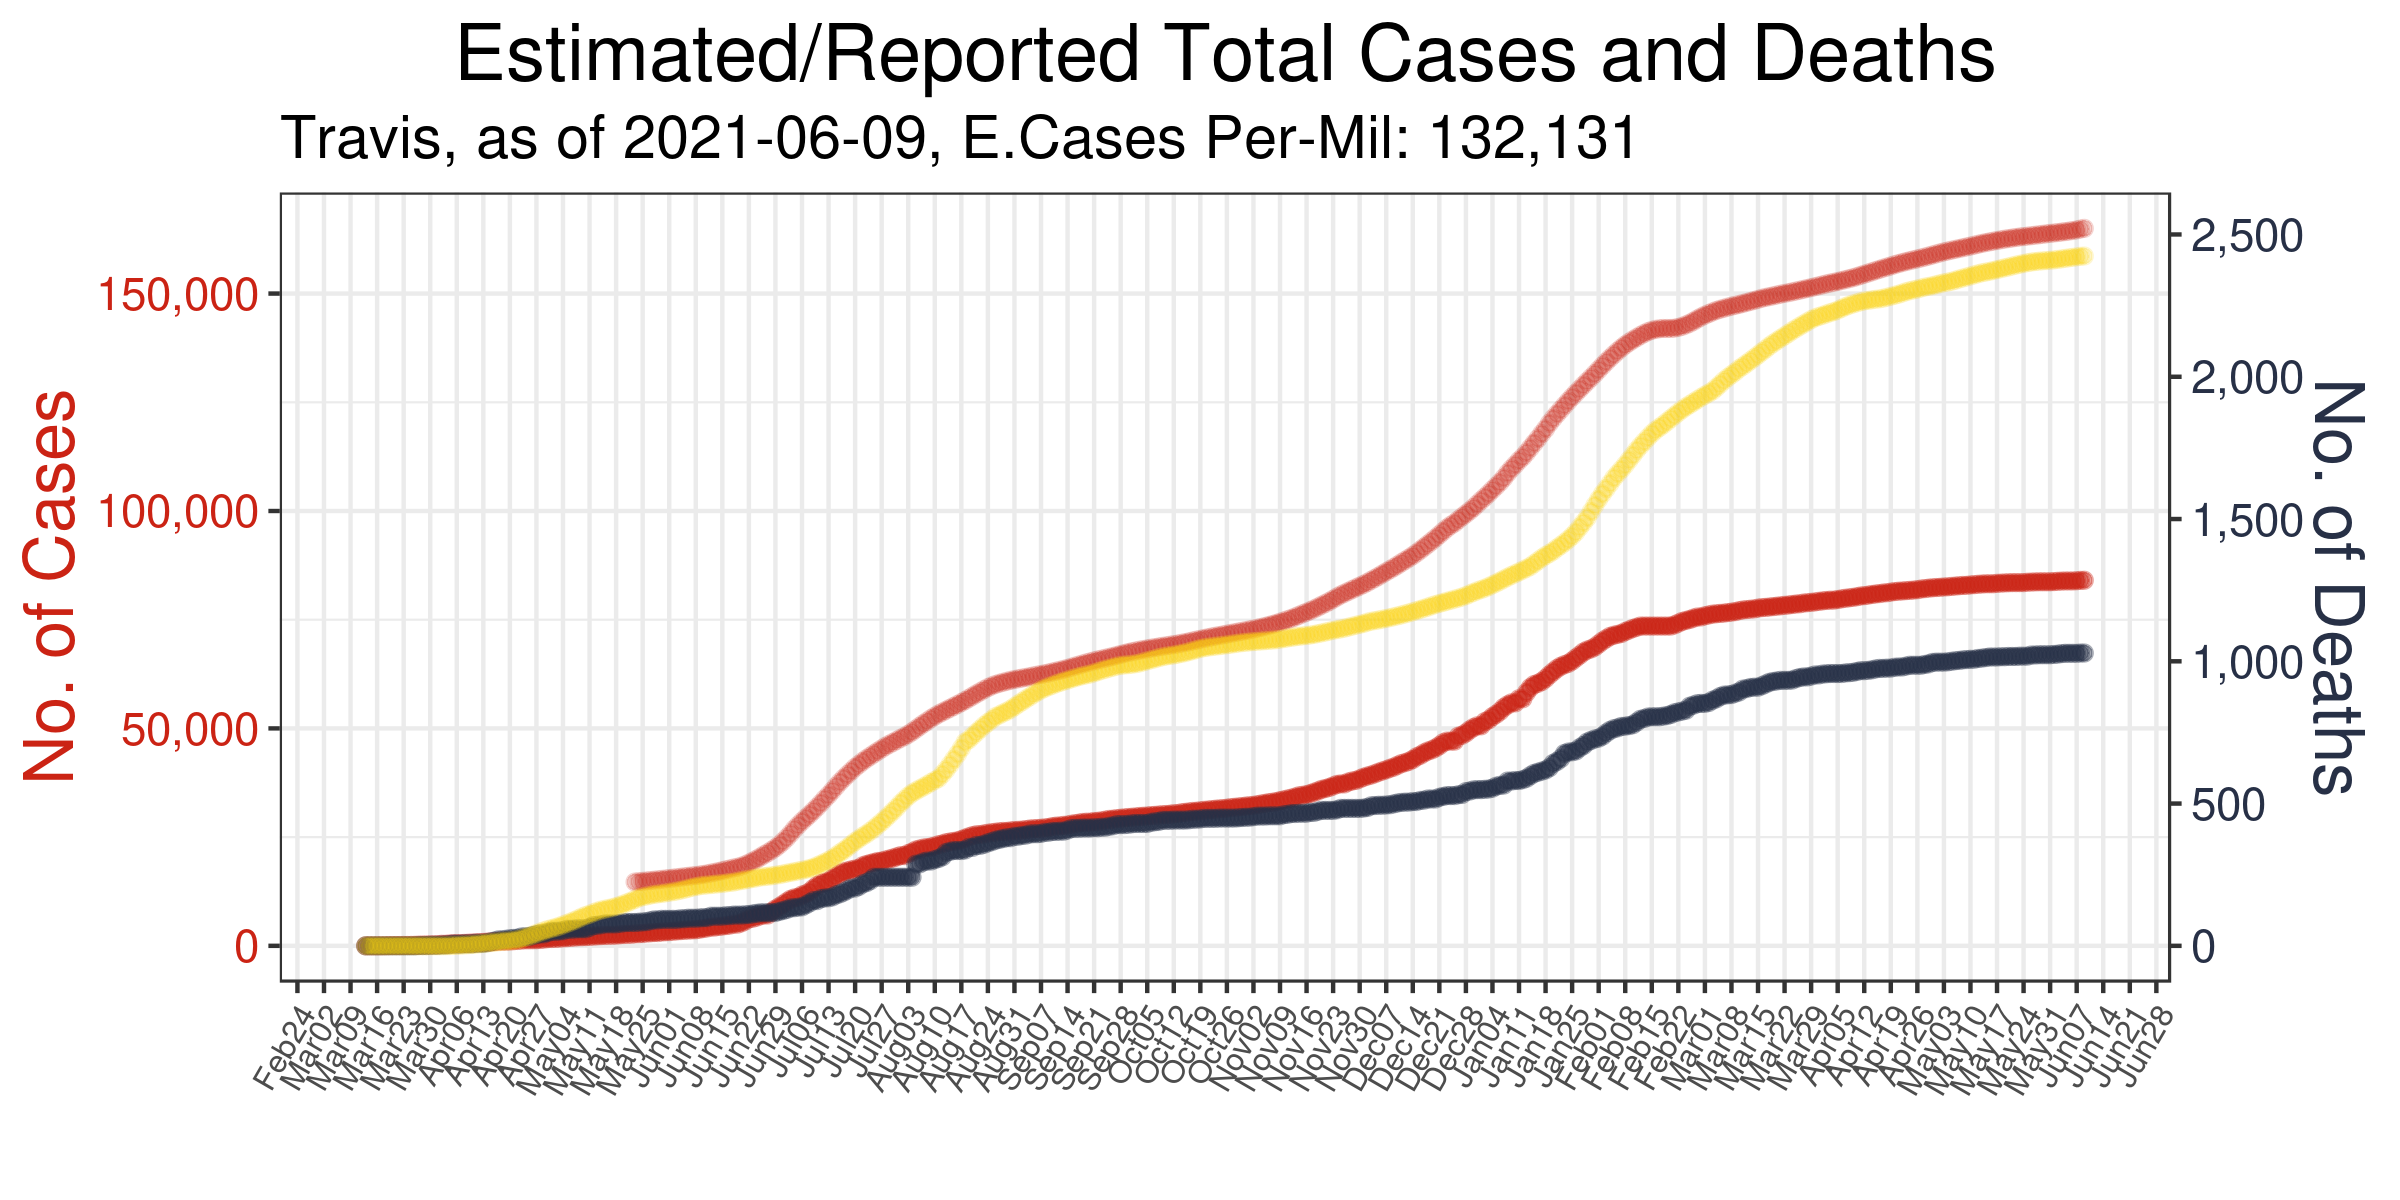 Estimated/Reported Total Cases and Deaths
Travis, as of 2021-06-09, E.Cases Per-Mil: 132,131
No. of Cases
150,000
100,000
50,000
0
2,500
2,000
1,500
1,000
500
0
No. of Deaths
Feb24
Mar02
Mar09
Mar16
Mar23
Mar30
Apr06
Apr13
Apr20
Apr27
May04
May11
May18
May25
Jun01
Jun08
Jun15
Jun22
Jun29
Jul06
Jul13
Jul20
Jul27
Aug03
Aug10
Aug17
Aug24
Aug31
Sep07
Sep14
Sep21
Sep28
Oct05
Oct12
Oct19
Oct26
Nov02
Nov09
Nov16
Nov23
Nov30
Dec07
Dec14
Dec21
Dec28
Jan04
Jan11
Jan18
Jan25
Feb01
Feb08
Feb15
Feb22
Mar01
Mar08
Mar15
Mar22
Mar29
Apr05
Apr12
Apr19
Apr26
May03
May10
May17
May24
May31
Jun07
Jun14
Jun21
Jun28